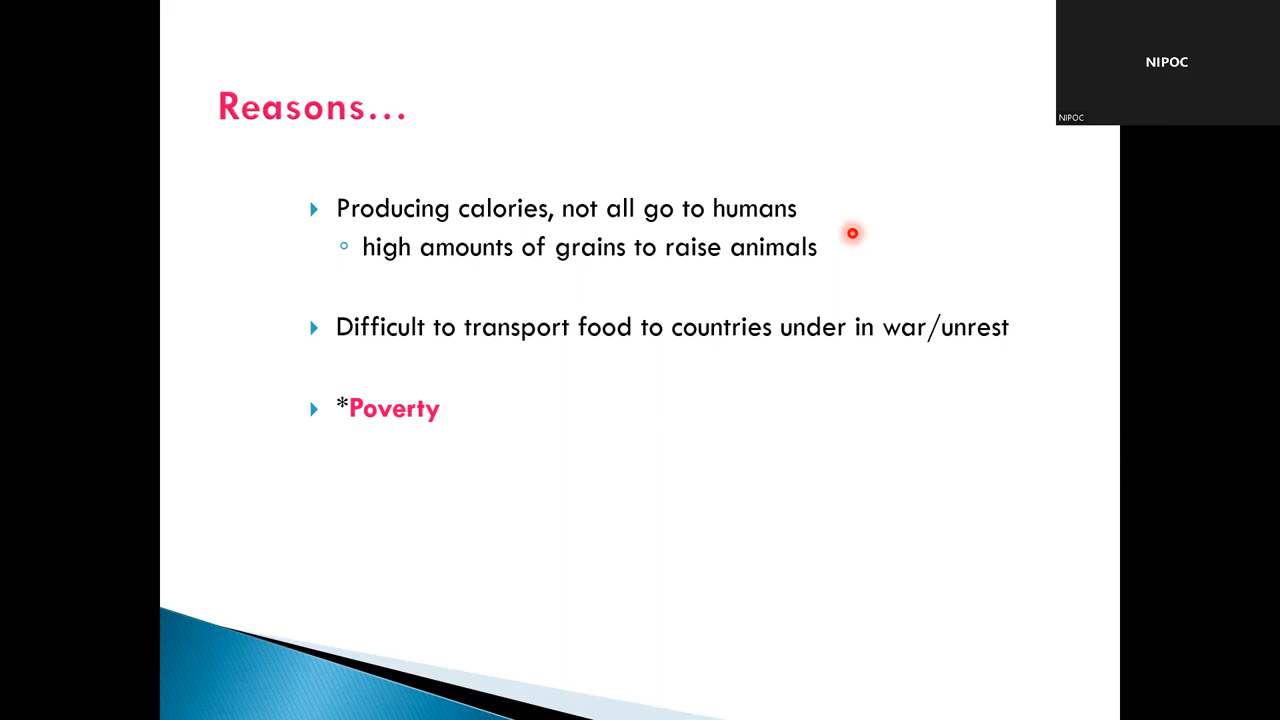 NIPOC
NIPOC
Reasons...
Producing calories, not all go to humans
high amounts of grains to raise animals
Difficult to transport food to countries under in war/unrest
*Poverty